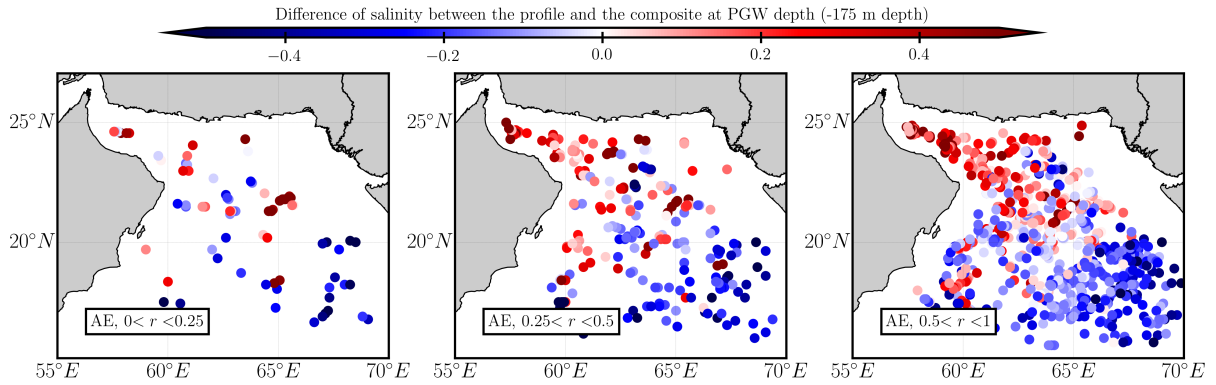 Difference of salinity between the profile and the composite at PGW depth (-175 m depth)
−0.4 −0.2 0.0 0.2 0.4
25°N 25°N 25°N
20°N 20°N 20°N
AE, 0< r <0.25 AE, 0.25< r <0.5 AE, 0.5< r <1
55°E 60°E 65°E 70°E 55°E 60°E 65°E 70°E 55°E 60°E 65°E 70°E